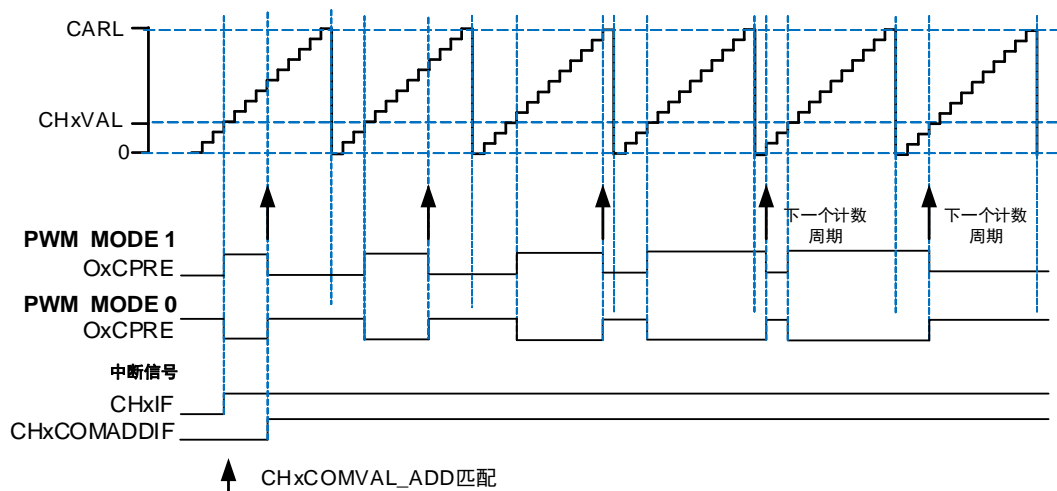 CARL
CHxVAL
0
下一个计数
周期
下一个计数
周期
PWM MODE 1
OxCPRE
PWM MODE 0
OxCPRE
中断信号
CHxIF
CHxCOMADDIF
CHxCOMVAL_ADD匹配